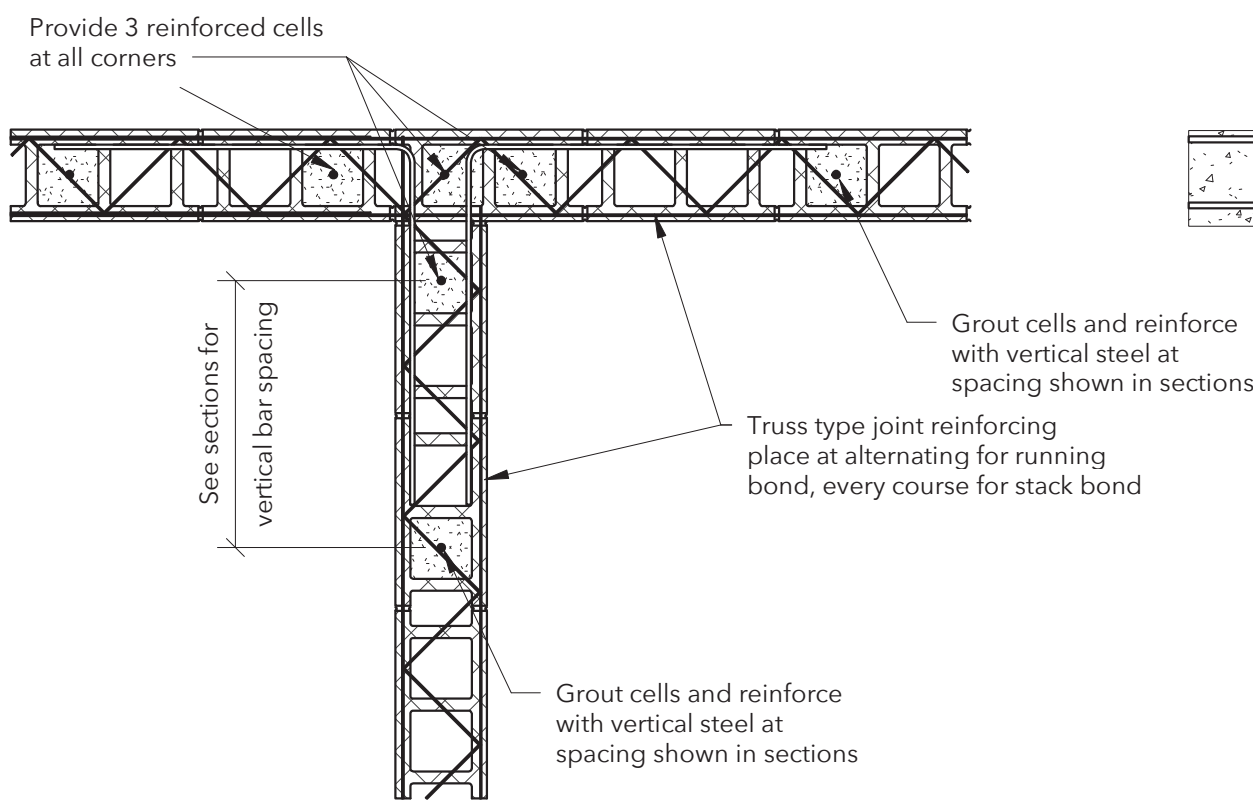 Provide 3 reinforced cells
at all corners
See sections for
vertical bar spacing
Grout cells and reinforce
with vertical steel at
spacing shown in sections
Truss type joint reinforcing
place at alternating for running
bond, every course for stack bond
Grout cells and reinforce
with vertical steel at
spacing shown in sections